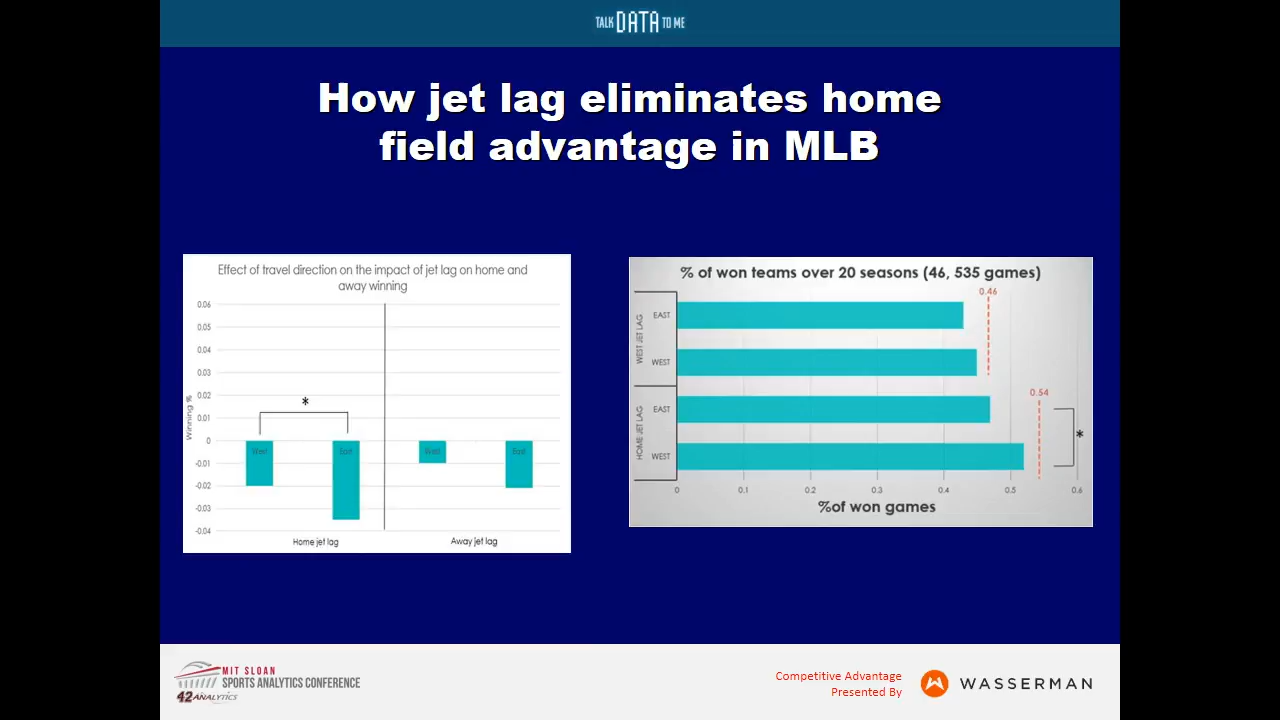 TALK DATA TO ME
How jet lag eliminates home
field advantage in MLB
Effect of travel direction on the impact of jet lag on home and
away winning
Winning %
0.06
0.05
0.04
0.03
0.02
0.01
0
-0.01
-0.02
-0.03
-0.04
*
West
East
West
East
Home jet lag
Away jet lag
% of won teams over 20 seasons (46, 535 games)
WEST JET LAG
EAST
WEST
HOME JET LAG
EAST
WEST
0.46
0.54
*
0
0.1
0.2
0.3
0.4
0.5
0.6
%of won games
MIT SLOAN
SPORTS ANALYTICS CONFERENCE
42 ANALYTICS
Competitive Advantage
Presented By
WASSERMAN